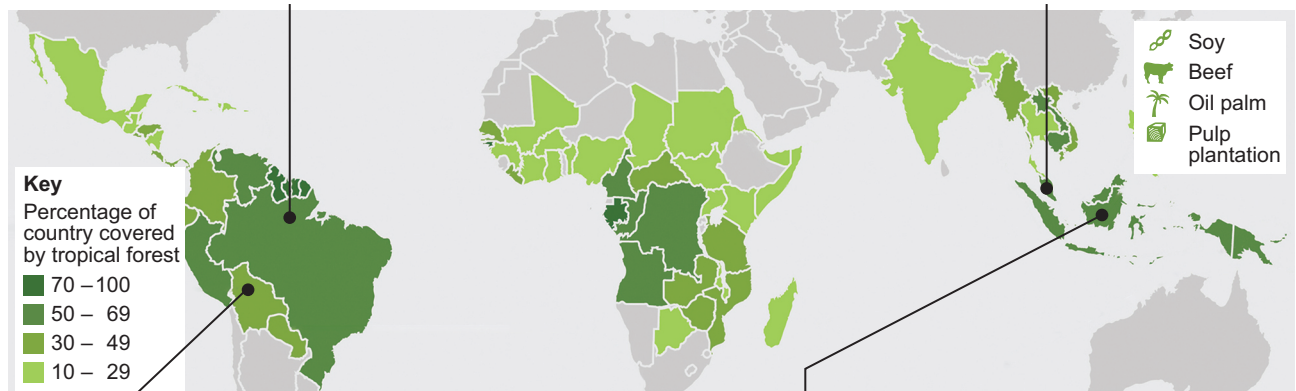 Soy
Beef
Oil palm
Pulp
plantation
Key
Percentage of
country covered
by tropical forest
70 – 100
50 – 69
30 – 49
10 – 29